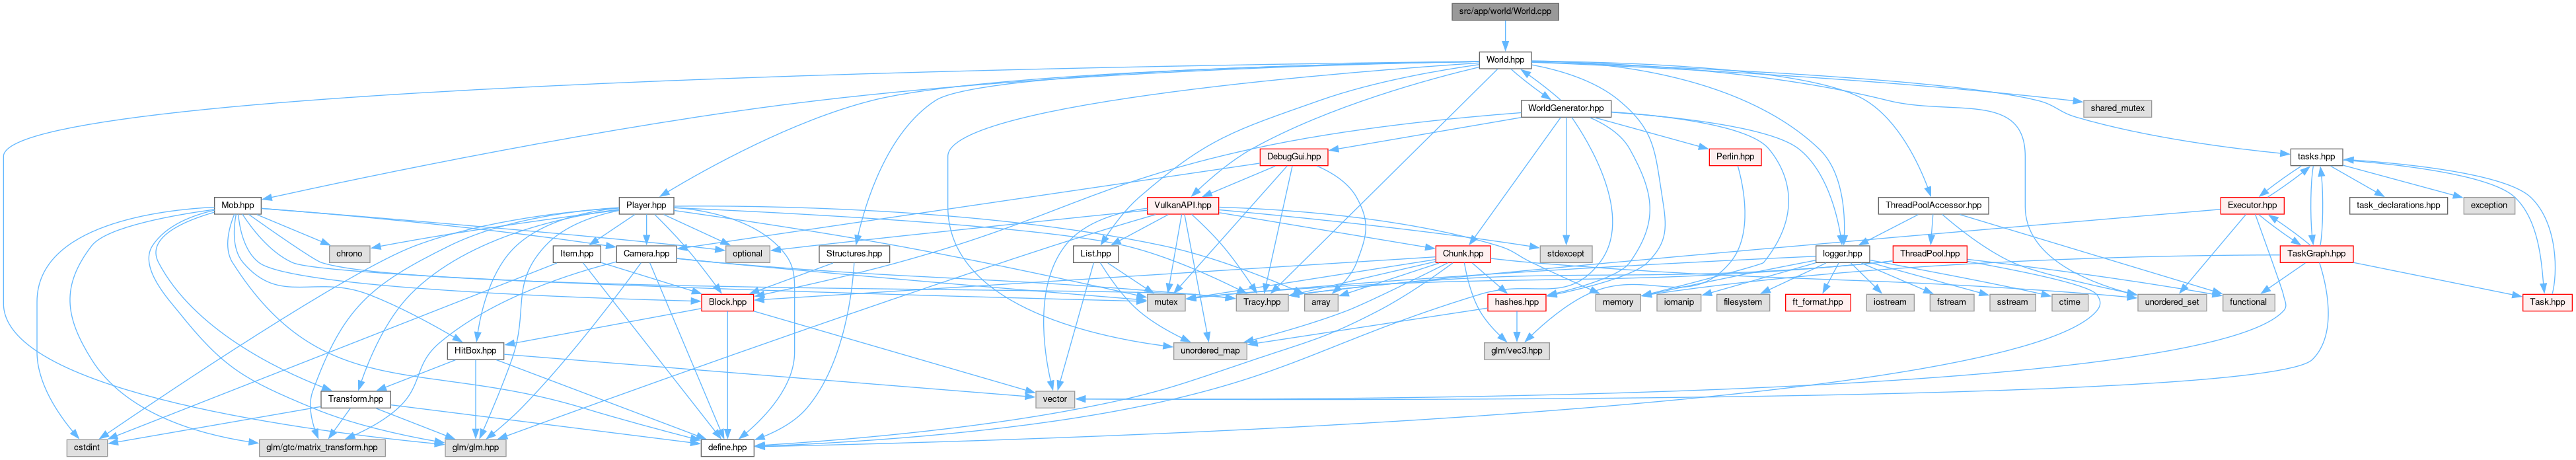 src/app/world/World.cpp
World.hpp
WorldGenerator.hpp
shared_mutex
DebugGui.hpp
Perlin.hpp
tasks.hpp
Mob.hpp
Player.hpp
VulkanAPI.hpp
ThreadPoolAccessor.hpp
Executor.hpp
task_declarations.hpp
exception
chrono
Item.hpp
Camera.hpp
optional
Structures.hpp
List.hpp
Chunk.hpp
stdexcept
logger.hpp
ThreadPool.hpp
TaskGraph.hpp
Block.hpp
mutex
Tracy.hpp
array
hashes.hpp
memory
iomanip
filesystem
ft_format.hpp
iostream
fstream
sstream
ctime
unordered_set
functional
Task.hpp
HitBox.hpp
unordered_map
glm/vec3.hpp
Transform.hpp
vector
cstdint
glm/gtc/matrix_transform.hpp
glm/glm.hpp
define.hpp